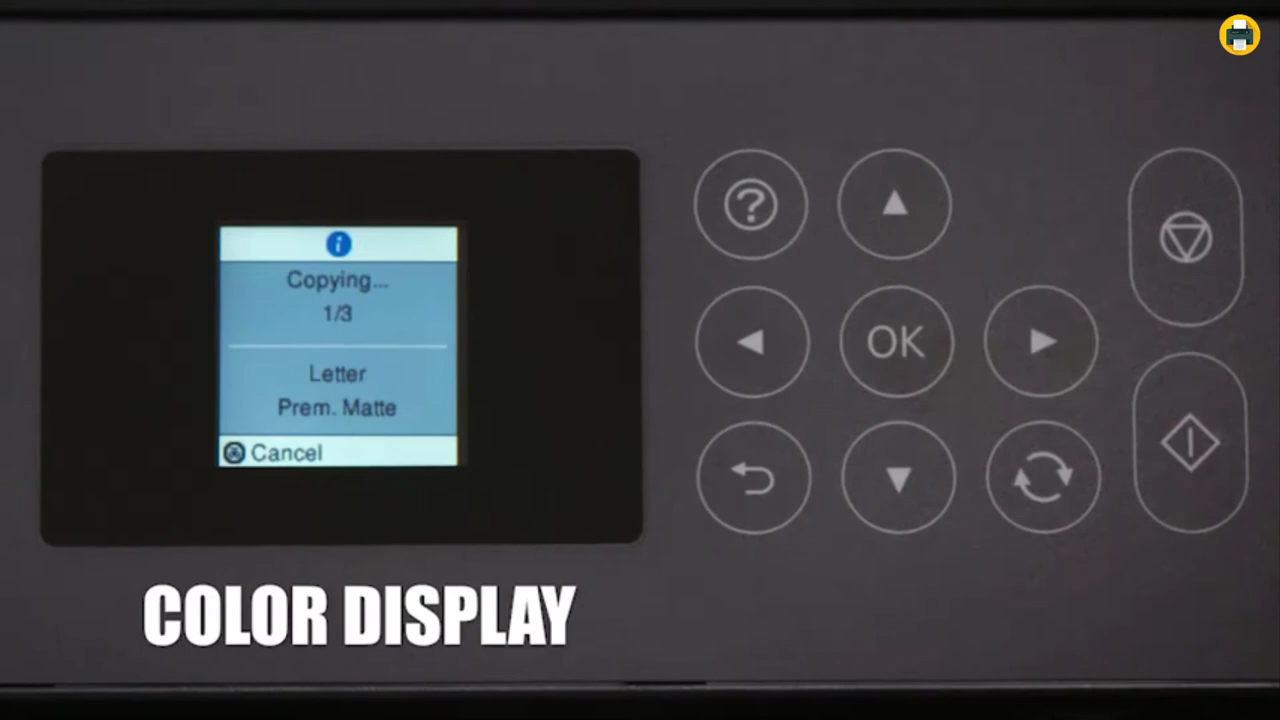 Copying...
1/3
Letter
Prem. Matte
Cancel
OK
COLOR DISPLAY